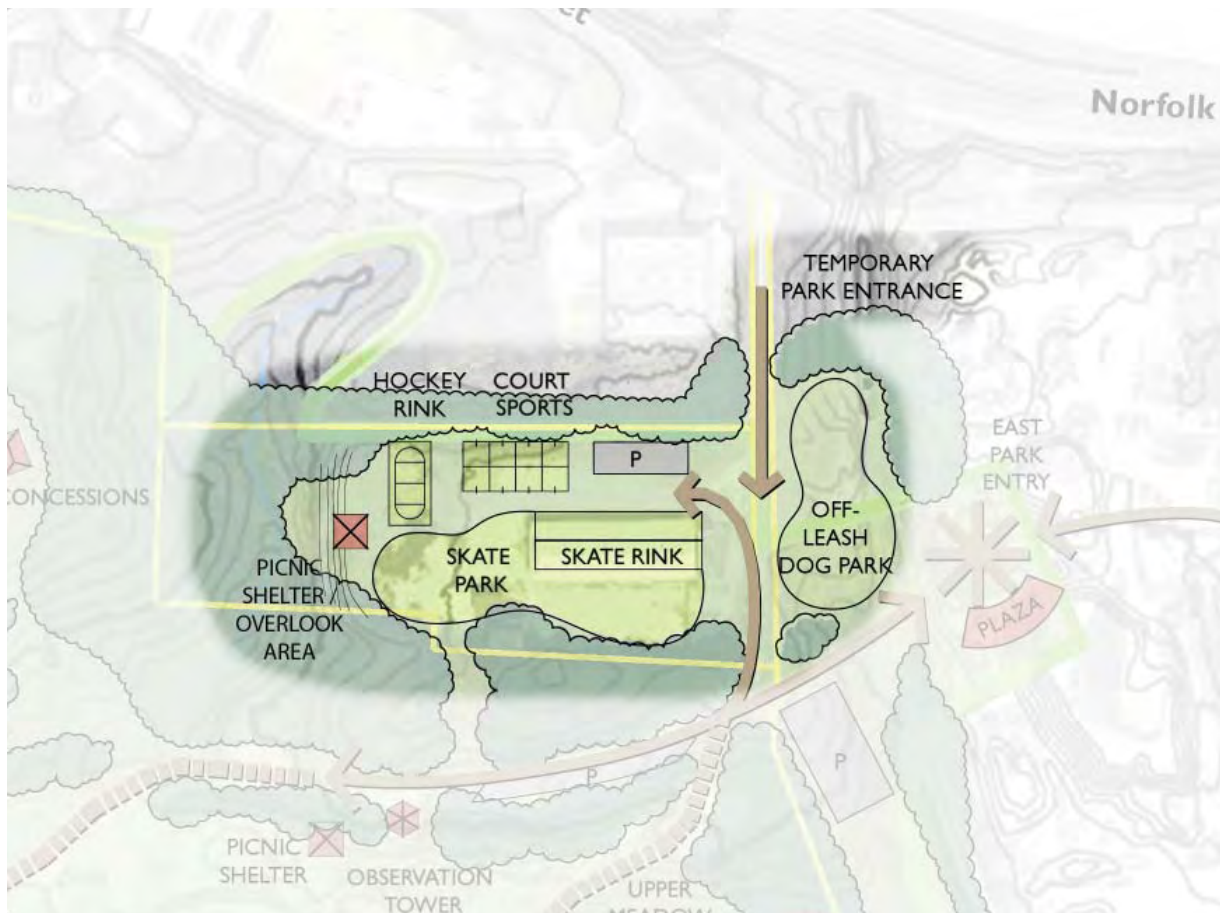 Norfolk
TEMPORARY
PARK ENTRANCE
HOCKEY
RINK
COURT
SPORTS
P
EAST
PARK
ENTRY
CONCESSIONS
OFF-
LEASH
DOG PARK
SKATE
PARK
SKATE RINK
PICNIC
SHELTER
OVERLOOK
AREA
PLAZA
P
P
PICNIC
SHELTER
OBSERVATION
TOWER
UPPER
MEADOW